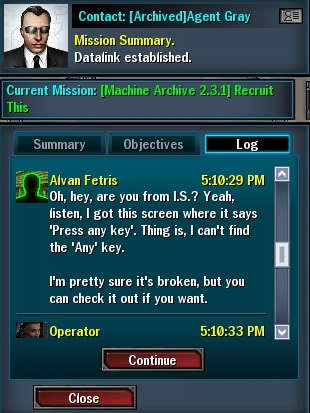 Contact: [Archived]Agent Gray
Mission Summary.
Datalink established.
Current Mission: [Machine Archive 2.3.1] Recruit
This
Summary
Objectives
Log
Alvan Fetris 5:10:29 PM
Oh, hey, are you from I.S.? Yeah,
listen, I got this screen where it says
'Press any key'. Thing is, I can't find
the 'Any' key.
I'm pretty sure it's broken, but you
can check it out if you want.
Operator 5:10:33 PM
Continue
Close